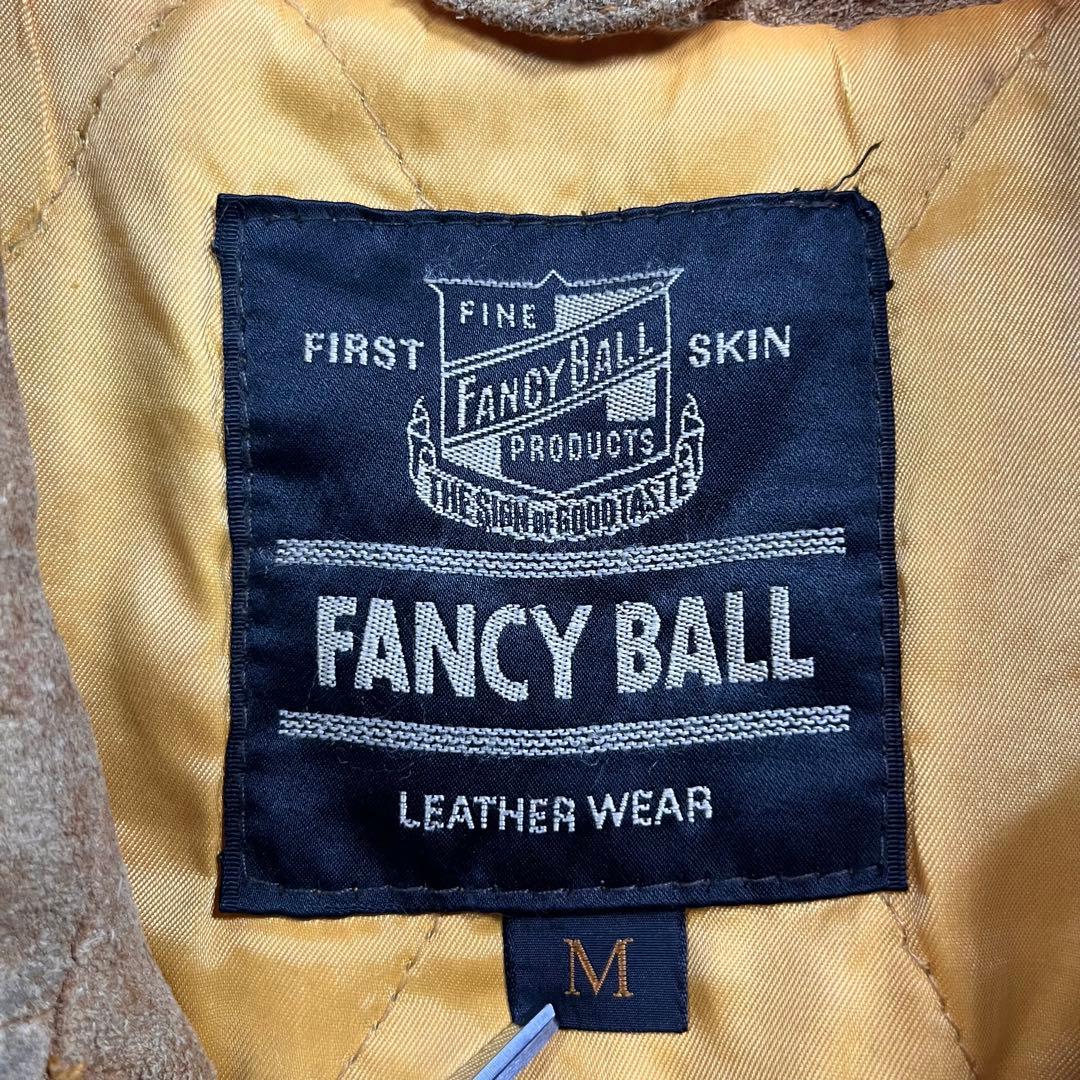 FINE
FIRST
SKIN
FANCY BALL
PRODUCTS
THE SIGN OF GOOD TASTE
FANCY BALL
LEATHER WEAR
M